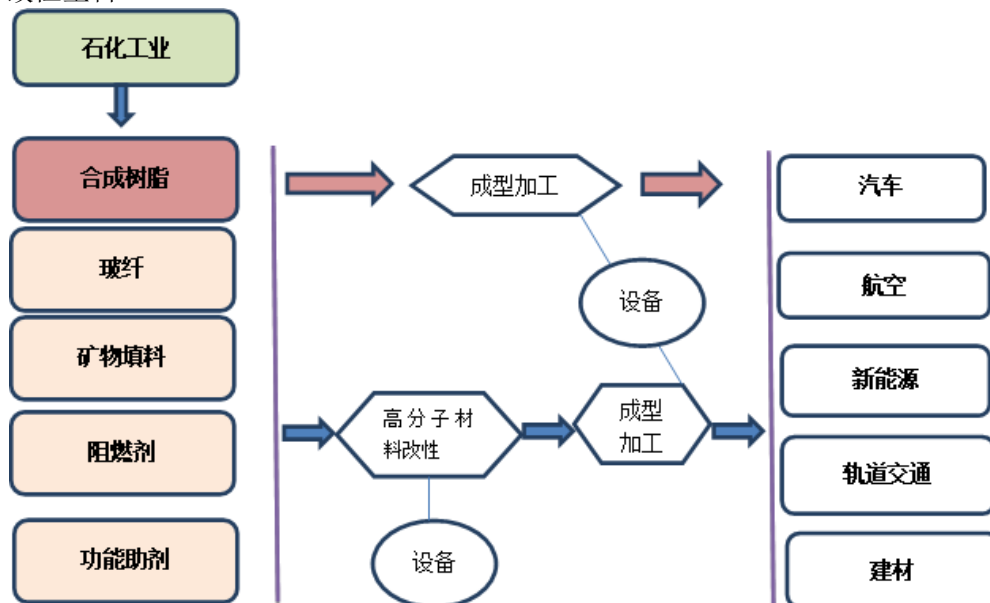 石化工业
合成树脂
玻纤
矿物填料
阻燃剂
功能助剂
成型加工
设备
高分子材
料改性
成型
加工
设备
汽车
航空
新能源
轨道交通
建材